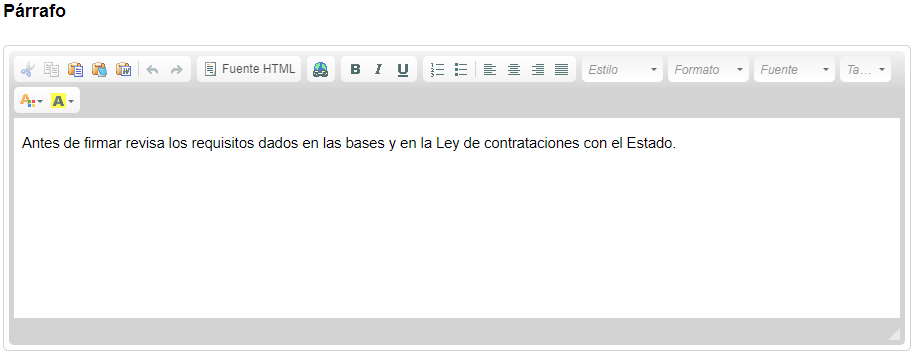 Párrafo
Fuente HTML B I U Estilo Formato Fuente Ta...
A A
Antes de firmar revisa los requisitos dados en las bases y en la Ley de contrataciones con el Estado.